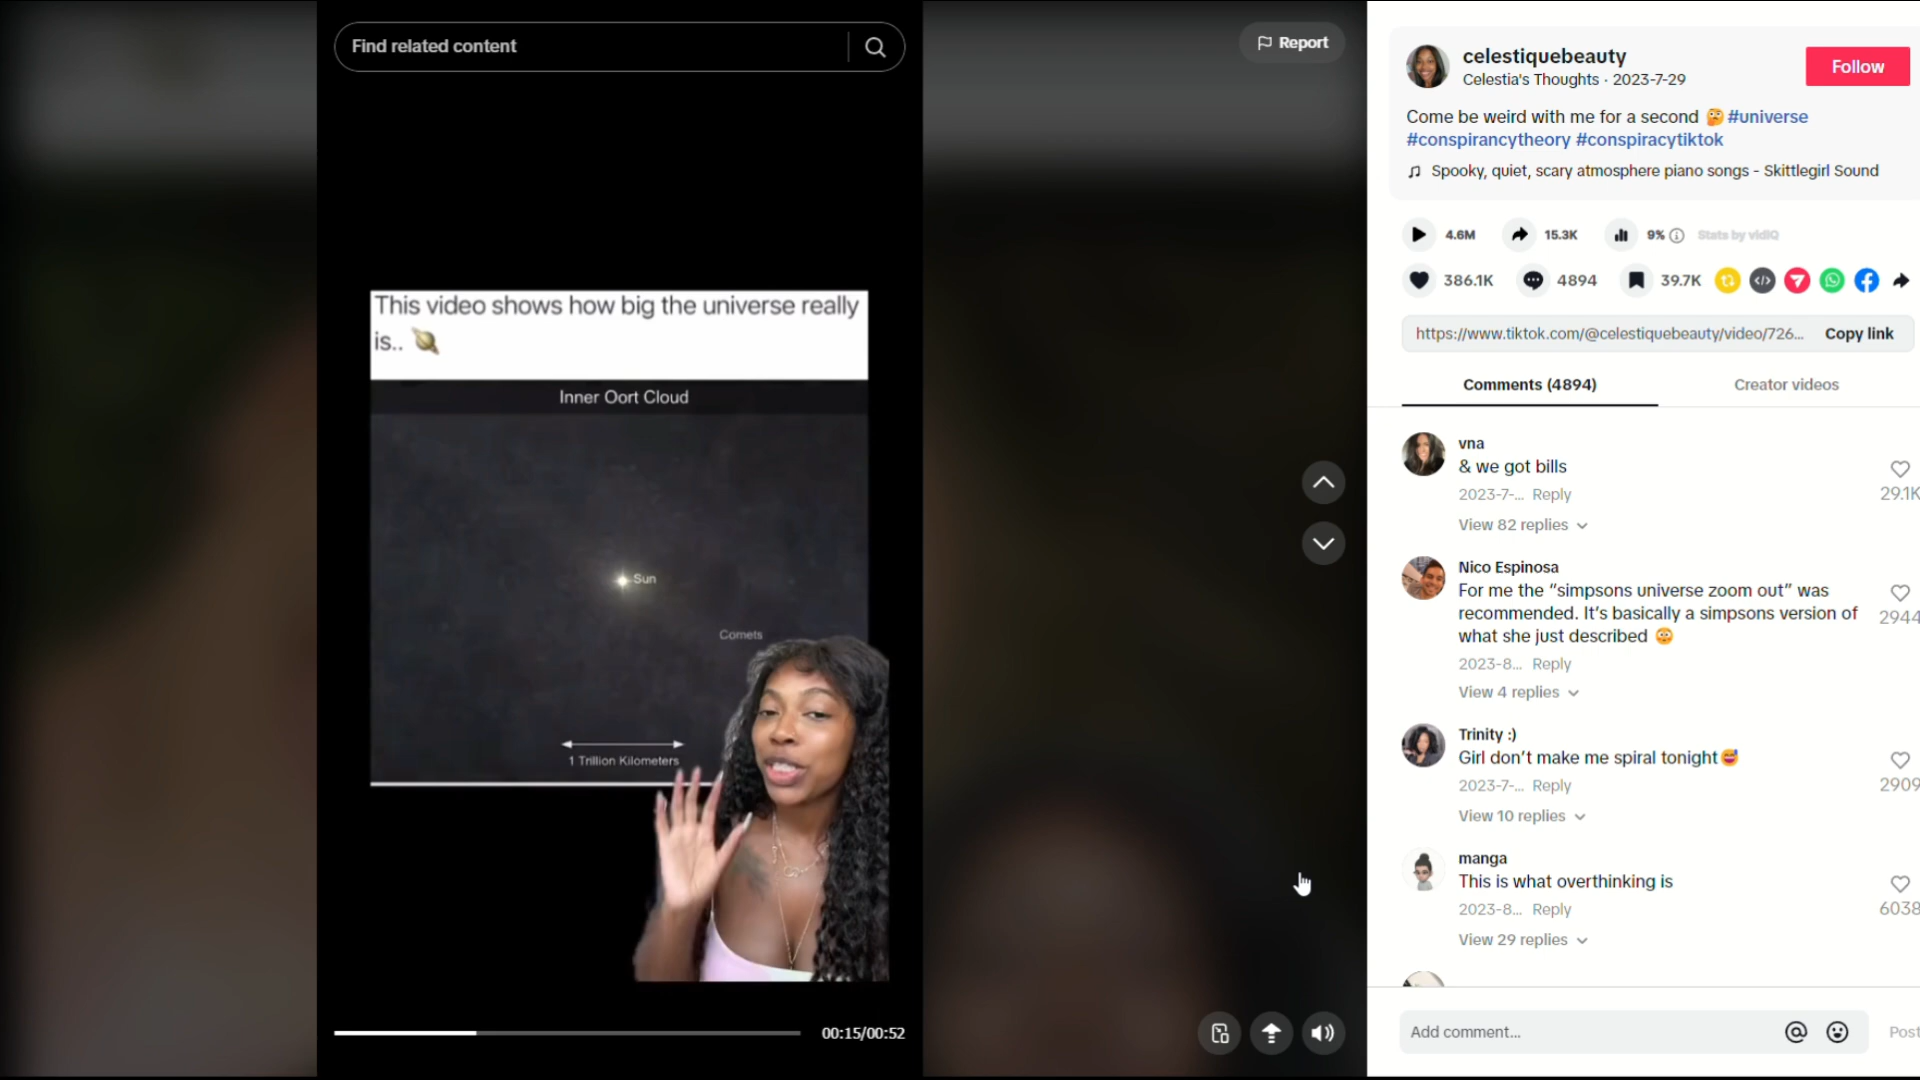 Find related content
Report
This video shows how big the universe really
is..
Inner Oort Cloud
Sun
Comets
1 Trillion Kilometers
00:15/00:52
celestiquebeauty
Celestia's Thoughts · 2023-7-29
Follow
Come be weird with me for a second 🤔 #universe
#conspirancytheory #conspiracytiktok
Spooky, quiet, scary atmosphere piano songs - Skittlegirl Sound
4.6M 15.3K 9% Stats by vidIQ
386.1K 4894 39.7K
https://www.tiktok.com/@celestiquebeauty/video/726... Copy link
Comments (4894) Creator videos
vna
& we got bills
29.1K
2023-7-... Reply
View 82 replies
Nico Espinosa
For me the “simpsons universe zoom out” was
recommended. It’s basically a simpsons version of
what she just described 😳
2944
2023-8... Reply
View 4 replies
Trinity :)
Girl don’t make me spiral tonight😅
2909
2023-7-... Reply
View 10 replies
manga
This is what overthinking is
6038
2023-8... Reply
View 29 replies
Add comment... Post